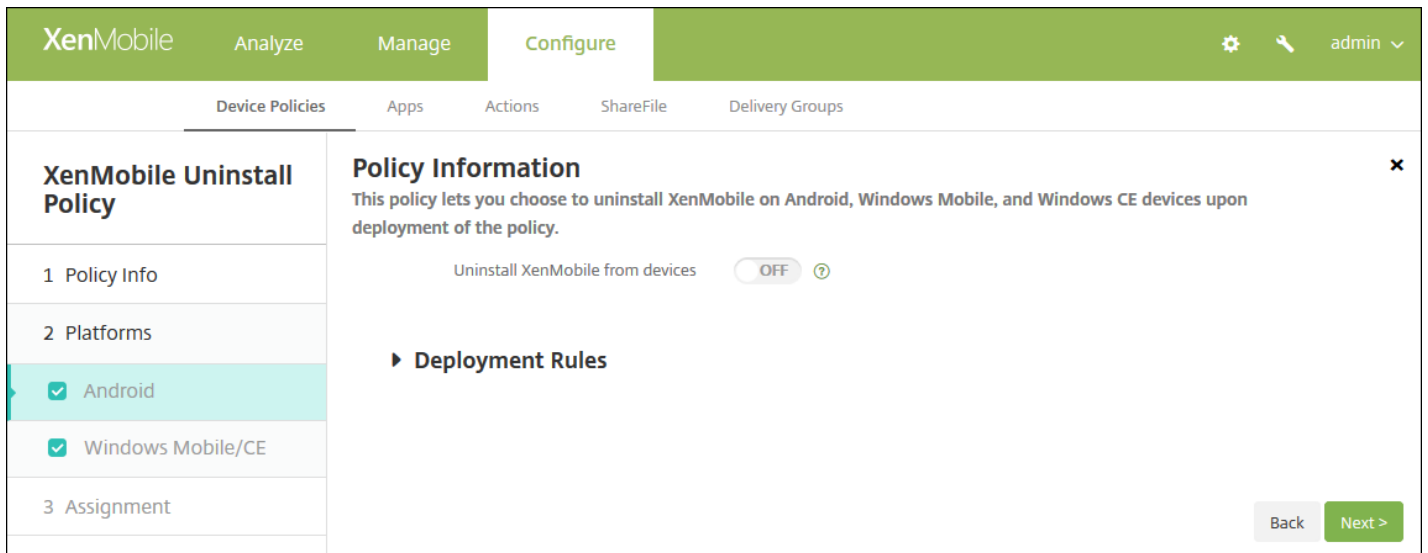 XenMobile Analyze Manage Configure admin
Device Policies Apps Actions ShareFile Delivery Groups
XenMobile Uninstall
Policy
1 Policy Info
2 Platforms
Android
Windows Mobile/CE
3 Assignment
Policy Information
This policy lets you choose to uninstall XenMobile on Android, Windows Mobile, and Windows CE devices upon
deployment of the policy.
Uninstall XenMobile from devices OFF ?
Deployment Rules
Back Next >